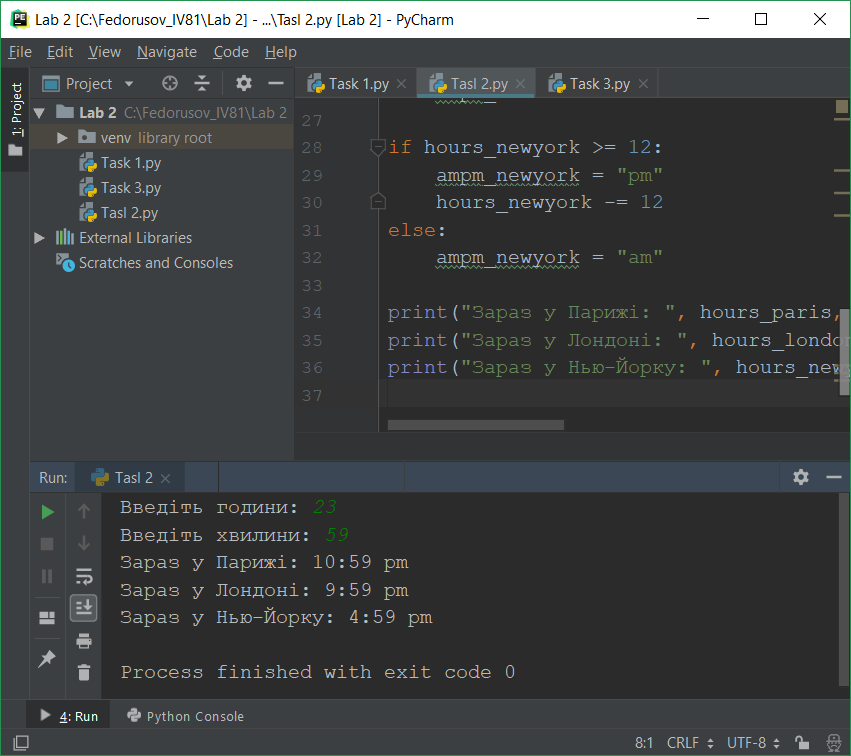 Lab 2 [C:\Fedorusov_IV81\Lab 2] - ...\Tasl 2.py [Lab 2] - PyCharm
File Edit View Navigate Code Help
1: Project
Project
Lab 2 C:\Fedorusov_IV81\Lab 2
venv library root
Task 1.py
Task 3.py
Tasl 2.py
External Libraries
Scratches and Consoles
Task 1.py Tasl 2.py Task 3.py
27
28 if hours_newyork >= 12:
29 ampm_newyork = "pm"
30 hours_newyork -= 12
31 else:
32 ampm_newyork = "am"
33
34 print("Зараз у Парижі: ", hours_paris,
35 print("Зараз у Лондоні: ", hours_londo
36 print("Зараз у Нью-Йорку: ", hours_new
37
Run: Tasl 2
Введіть години: 23
Введіть хвилини: 59
Зараз у Парижі: 10:59 pm
Зараз у Лондоні: 9:59 pm
Зараз у Нью-Йорку: 4:59 pm
Process finished with exit code 0
4: Run Python Console
8:1 CRLF UTF-8